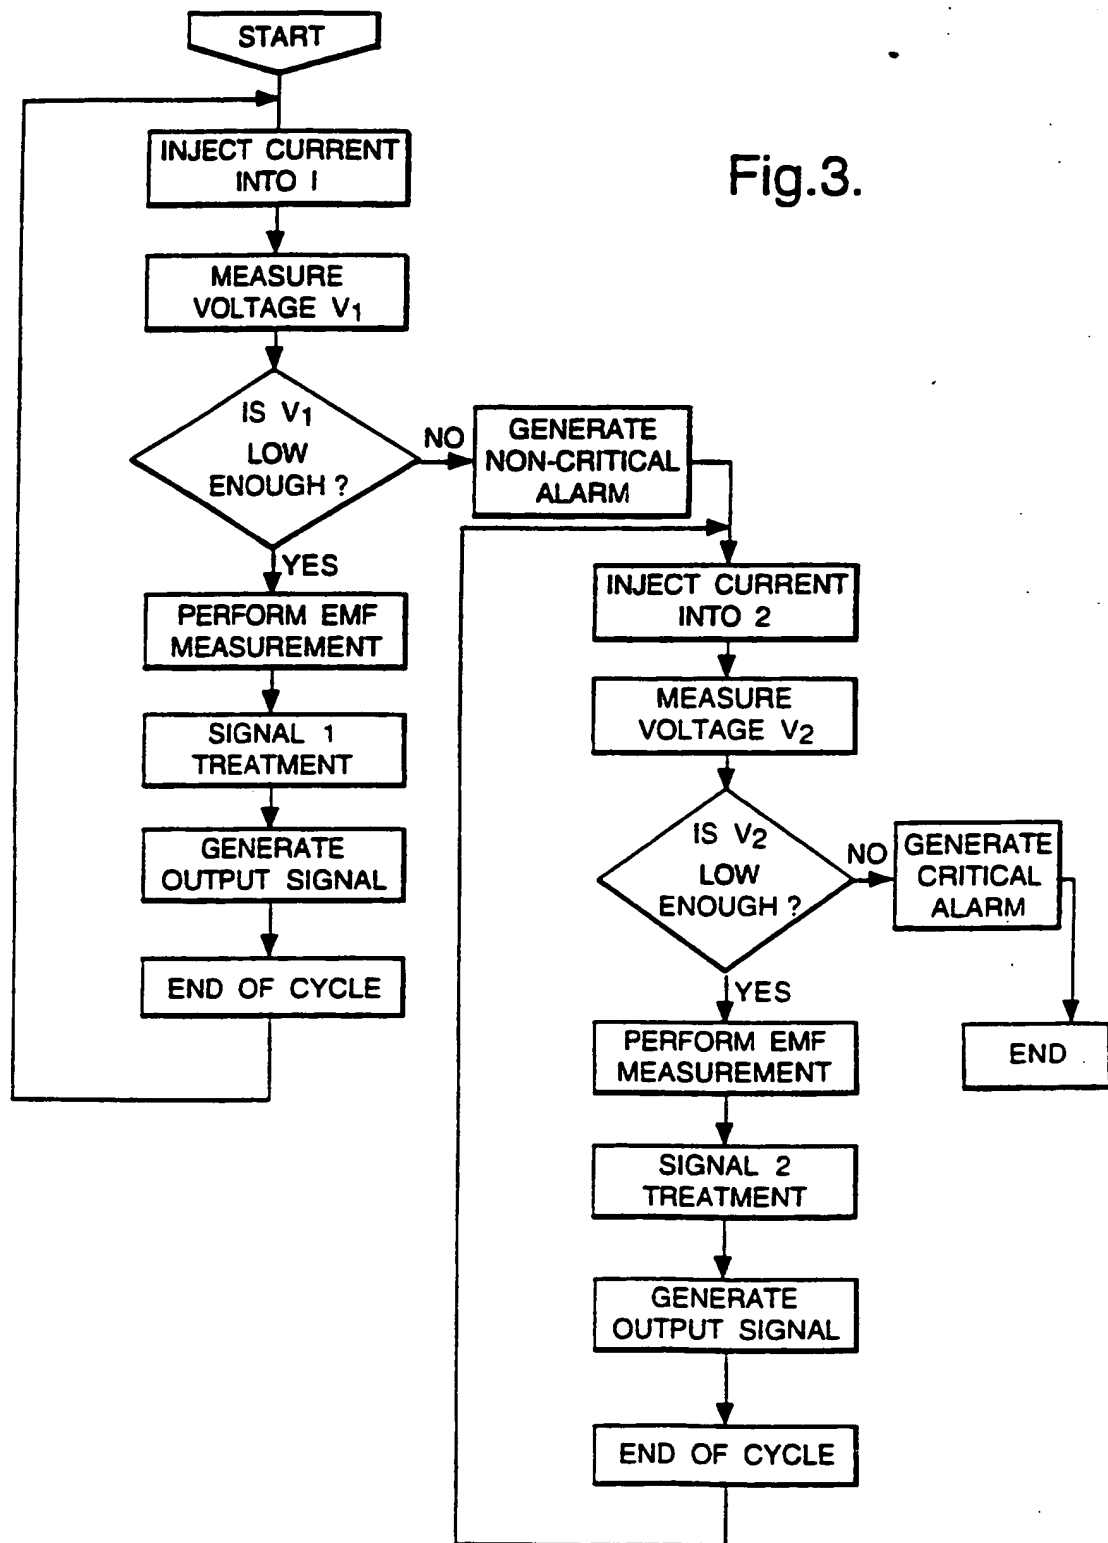 START
INJECT CURRENT
INTO 1
Fig.3.
MEASURE
VOLTAGE V1
IS V1
LOW
ENOUGH ?
NO
GENERATE
NON-CRITICAL
ALARM
YES
PERFORM EMF
MEASUREMENT
SIGNAL 1
TREATMENT
GENERATE
OUTPUT SIGNAL
END OF CYCLE
INJECT CURRENT
INTO 2
MEASURE
VOLTAGE V2
IS V2
LOW
ENOUGH ?
NO
GENERATE
CRITICAL
ALARM
END
YES
PERFORM EMF
MEASUREMENT
SIGNAL 2
TREATMENT
GENERATE
OUTPUT SIGNAL
END OF CYCLE